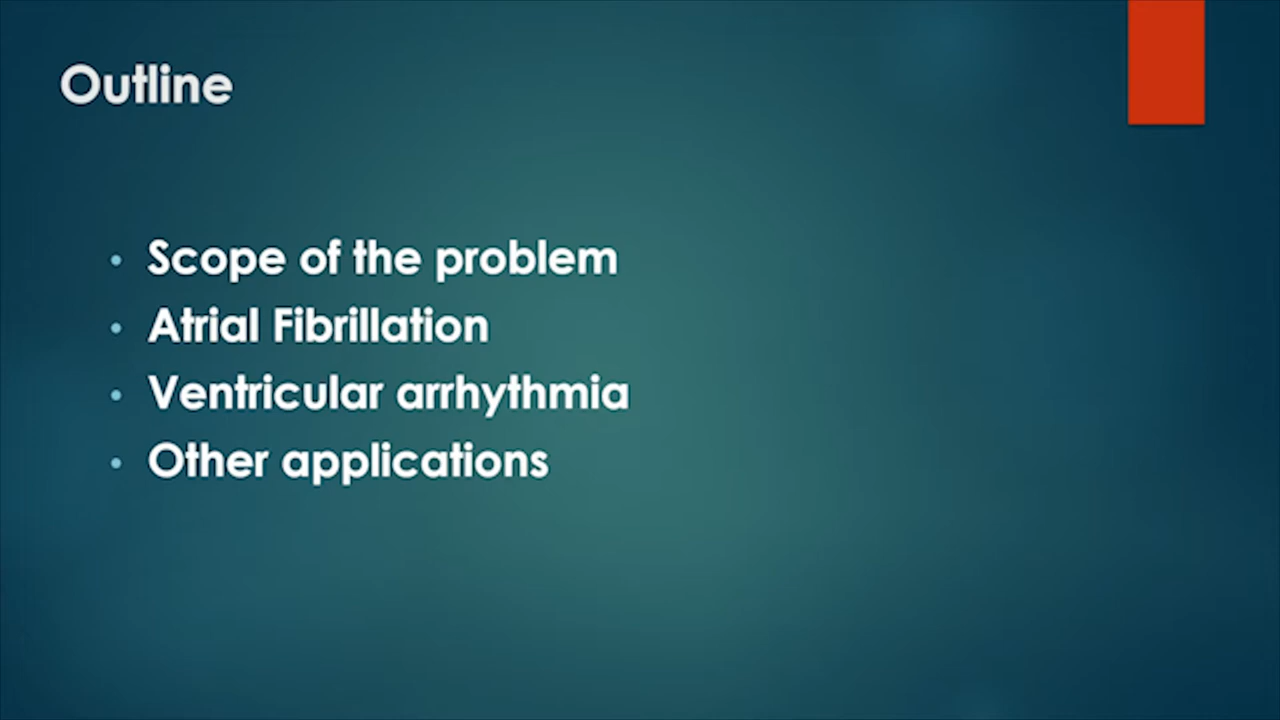 Outline
• Scope of the problem
• Atrial Fibrillation
• Ventricular arrhythmia
• Other applications